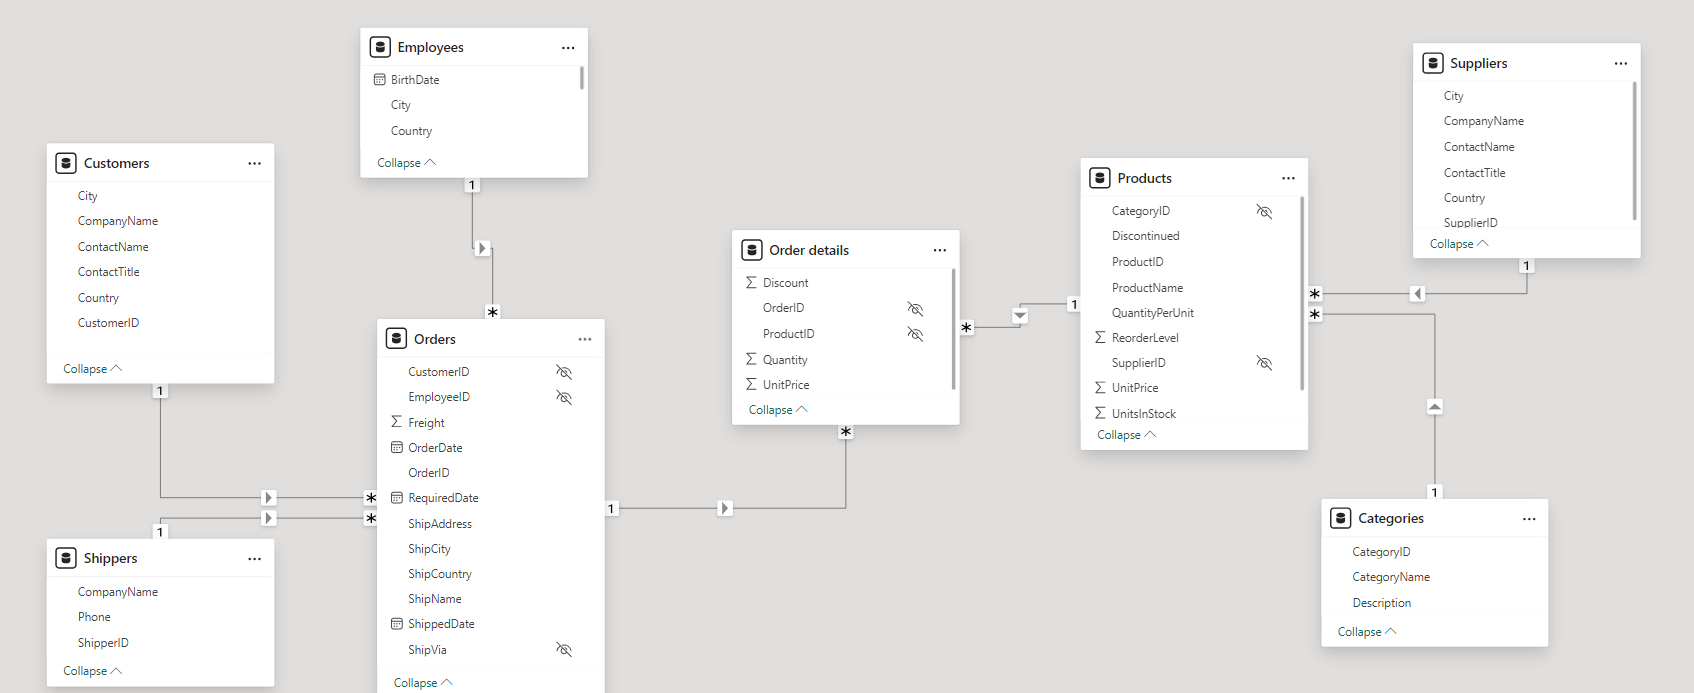 Employees
BirthDate
City
Country
Collapse
1
*
Suppliers
City
CompanyName
ContactName
ContactTitle
Country
SupplierID
Collapse
1
*
Customers
City
CompanyName
ContactName
ContactTitle
Country
CustomerID
Collapse
1
*
Products
CategoryID
Discontinued
ProductID
ProductName
QuantityPerUnit
ReorderLevel
SupplierID
UnitPrice
UnitsInStock
Collapse
1
*
Order details
Discount
OrderID
ProductID
Quantity
UnitPrice
Collapse
*
Orders
CustomerID
EmployeeID
Freight
OrderDate
OrderID
RequiredDate
ShipAddress
ShipCity
ShipCountry
ShipName
ShippedDate
ShipVia
Collapse
1
*
1
Shippers
CompanyName
Phone
ShipperID
Collapse
*
1
Categories
CategoryID
CategoryName
Description
Collapse